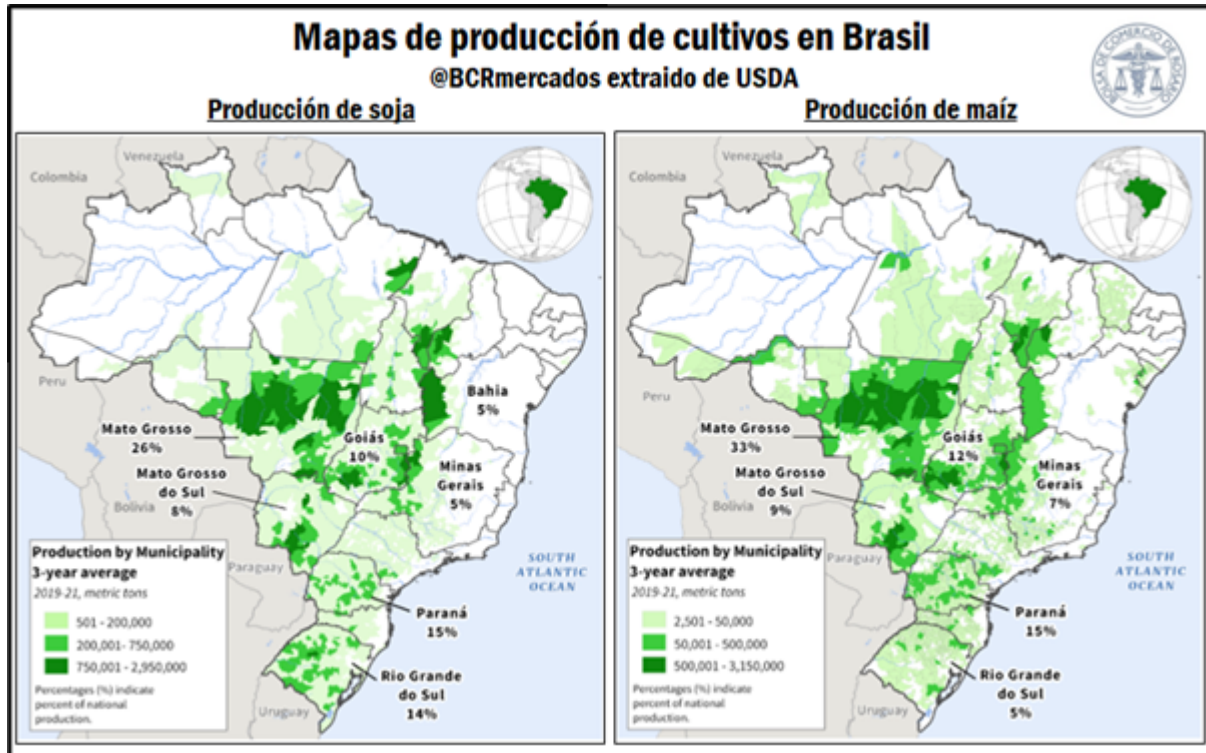 Mapas de producción de cultivos en Brasil
@BCRmercados extraido de USDA
BOLSA DE COMERCIO DE ROSARIO
Producción de soja
Venezuela
Colombia
Peru
Bolivia
Paraguay
Uruguay
Bahia
5%
Mato Grosso
26%
Goiás
10%
Mato Grosso
do Sul
8%
Minas
Gerais
5%
Paraná
15%
Rio Grande
do Sul
14%
SOUTH
ATLANTIC
OCEAN
Production by Municipality
3-year average
2019-21, metric tons
501 - 200,000
200,001- 750,000
750,001 - 2,950,000
Percentages (%) indicate
percent of national
production.
Producción de maíz
Venezuela
Colombia
Peru
Bolivia
Paraguay
Uruguay
Mato Grosso
33%
Goiás
12%
Mato Grosso
do Sul
9%
Minas
Gerais
7%
Paraná
15%
Rio Grande
do Sul
5%
SOUTH
ATLANTIC
OCEAN
Production by Municipality
3-year average
2019-21, metric tons
2,501 - 50,000
50,001 - 500,000
500,001 - 3,150,000
Percentages (%) indicate
percent of national
production.